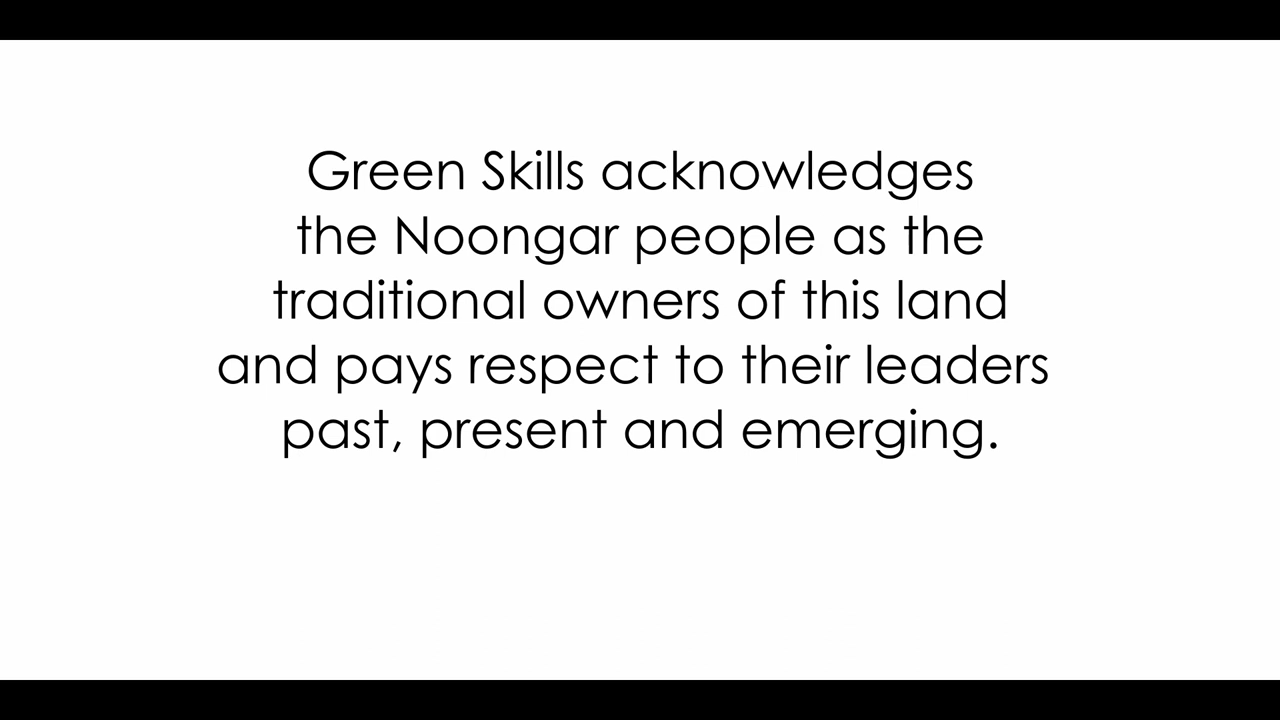 Green Skills acknowledges
the Noongar people as the
traditional owners of this land
and pays respect to their leaders
past, present and emerging.